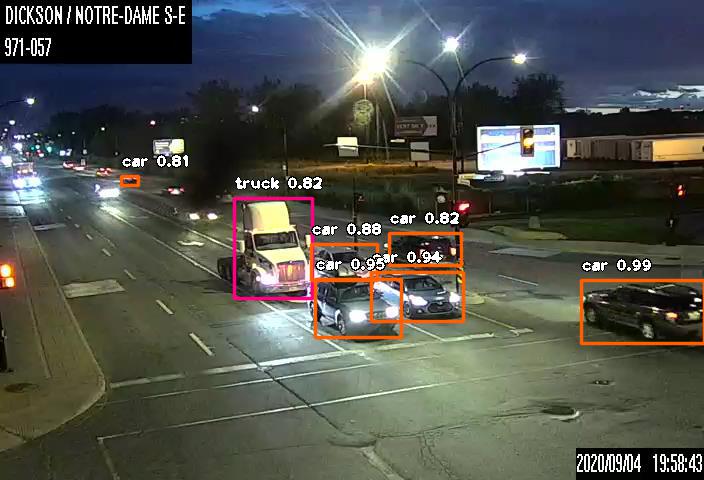 DICKSON / NOTRE-DAME S-E
971-057
car 0.81
truck 0.82
car 0.82
car 0.88
car 0.94
car 0.95
car 0.99
2020/09/04 19:58:43